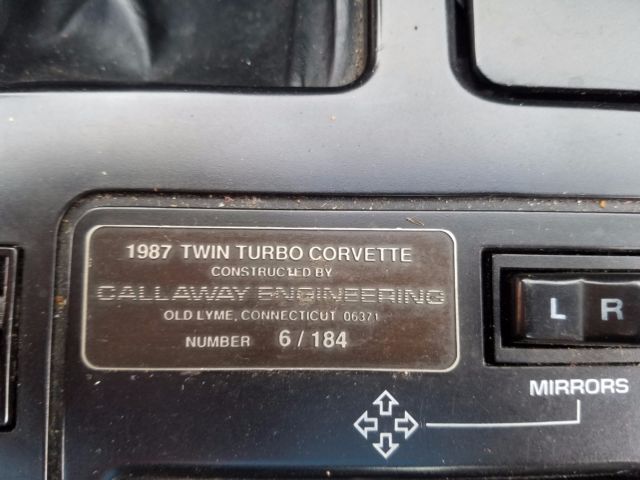 1987 TWIN TURBO CORVETTE
CONSTRUCTED BY
CALLAWAY ENGINEERING
OLD LYME, CONNECTICUT 06371
NUMBER 6 / 184
L R
MIRRORS